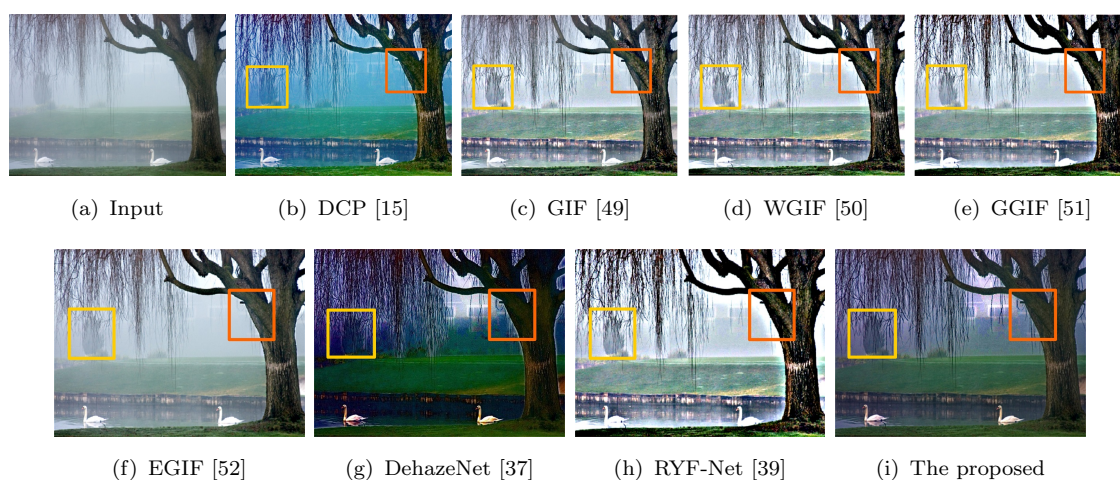 (a) Input
(b) DCP [15]
(c) GIF [49]
(d) WGIF [50]
(e) GGIF [51]
(f) EGIF [52]
(g) DehazeNet [37]
(h) RYF-Net [39]
(i) The proposed